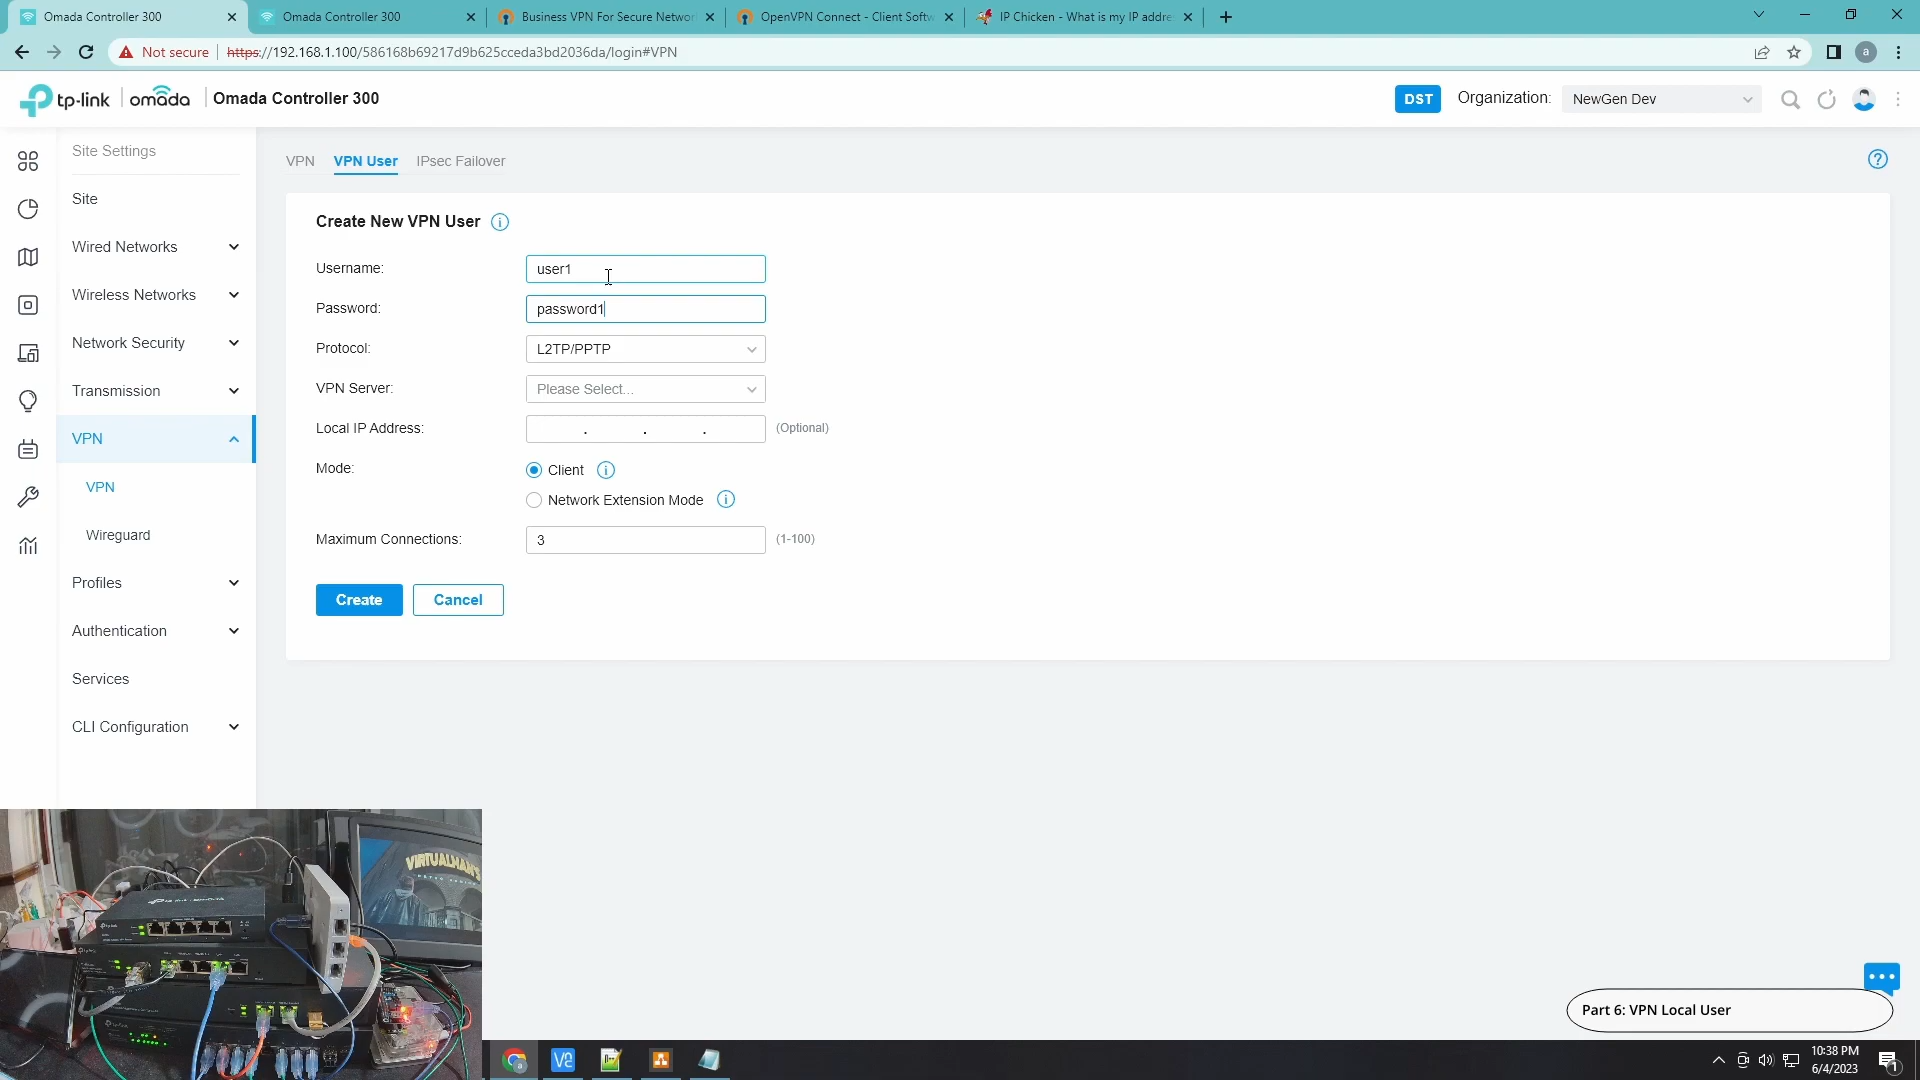 Omada Controller 300
Omada Controller 300
Business VPN For Secure Networ
OpenVPN Connect - Client Softw
IP Chicken - What is my IP addre
Not secure
https://192.168.1.100/586168b69217d9b625cceda3bd2036da/login#VPN
a
tp-link
omada
Omada Controller 300
DST
Organization:
NewGen Dev
Site Settings
Site
Wired Networks
Wireless Networks
Network Security
Transmission
VPN
VPN
Wireguard
Profiles
Authentication
Services
CLI Configuration
VPN
VPN User
IPsec Failover
Create New VPN User
Username:
user1
Password:
password1
Protocol:
L2TP/PPTP
VPN Server:
Please Select...
Local IP Address:
. . .
(Optional)
Mode:
Client
Network Extension Mode
Maximum Connections:
3
(1-100)
Create
Cancel
VIRTUALHAM'S
Part 6: VPN Local User
10:38 PM
6/4/2023
1